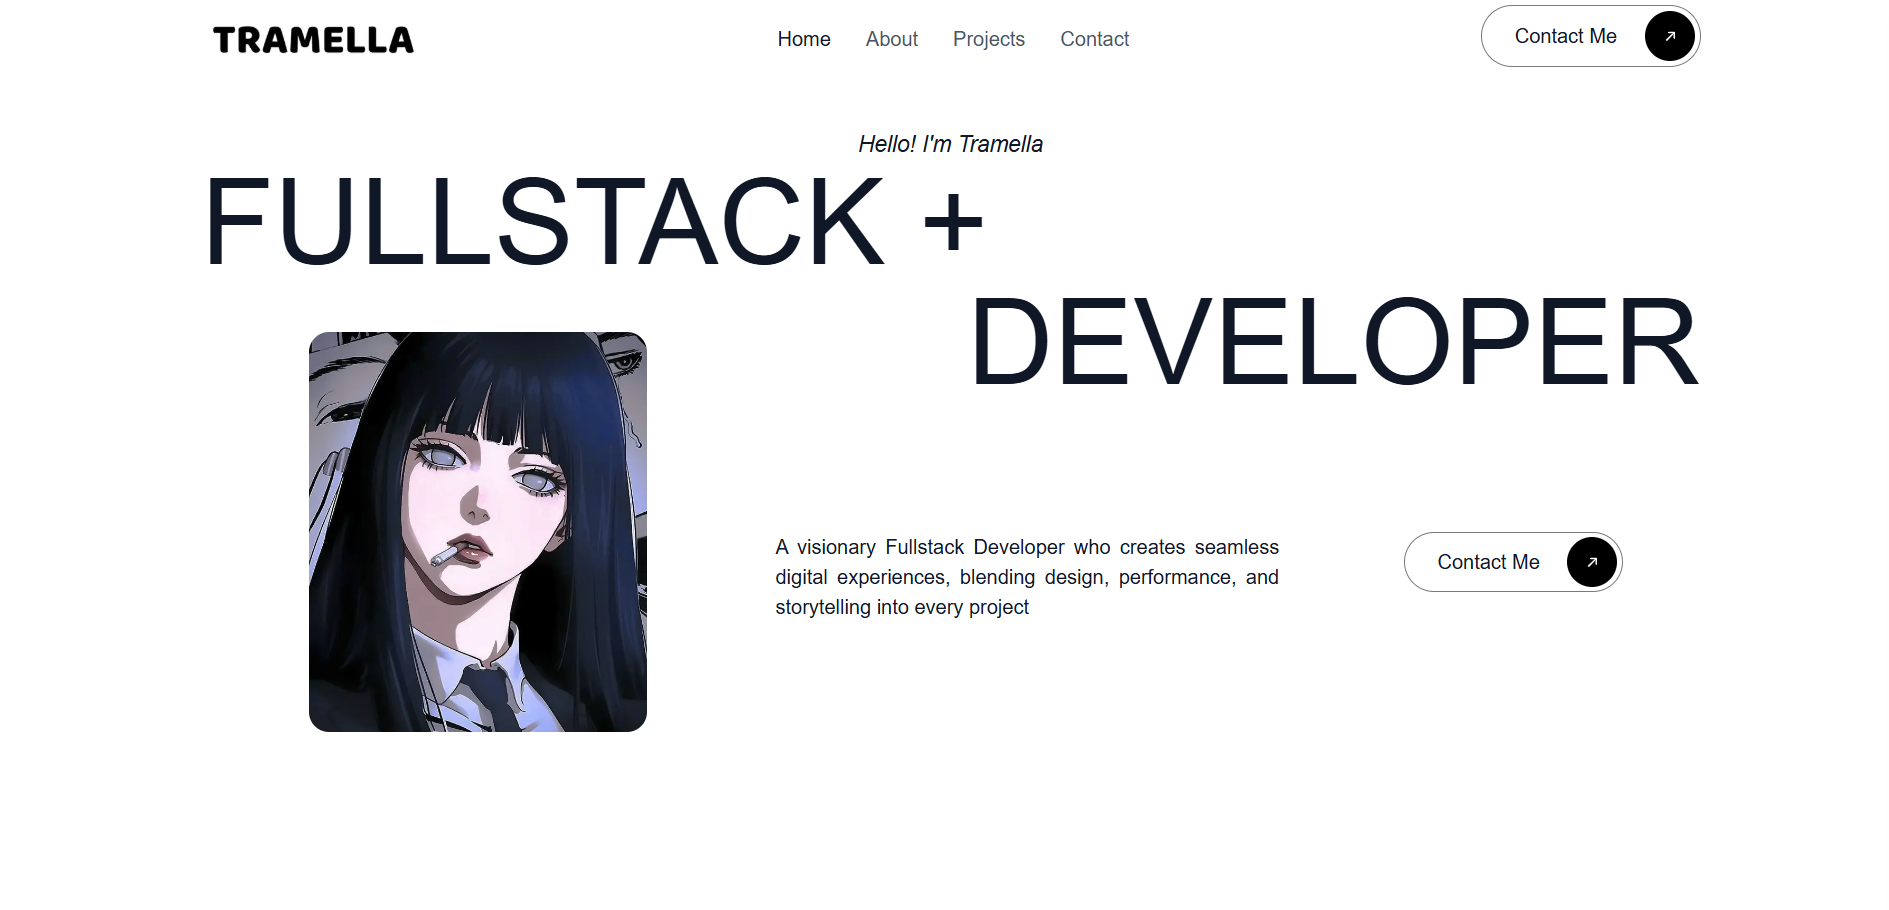 TRAMELLA
Home About Projects Contact
Contact Me
Hello! I'm Tramella
FULLSTACK +
DEVELOPER
A visionary Fullstack Developer who creates seamless
digital experiences, blending design, performance, and
storytelling into every project
Contact Me